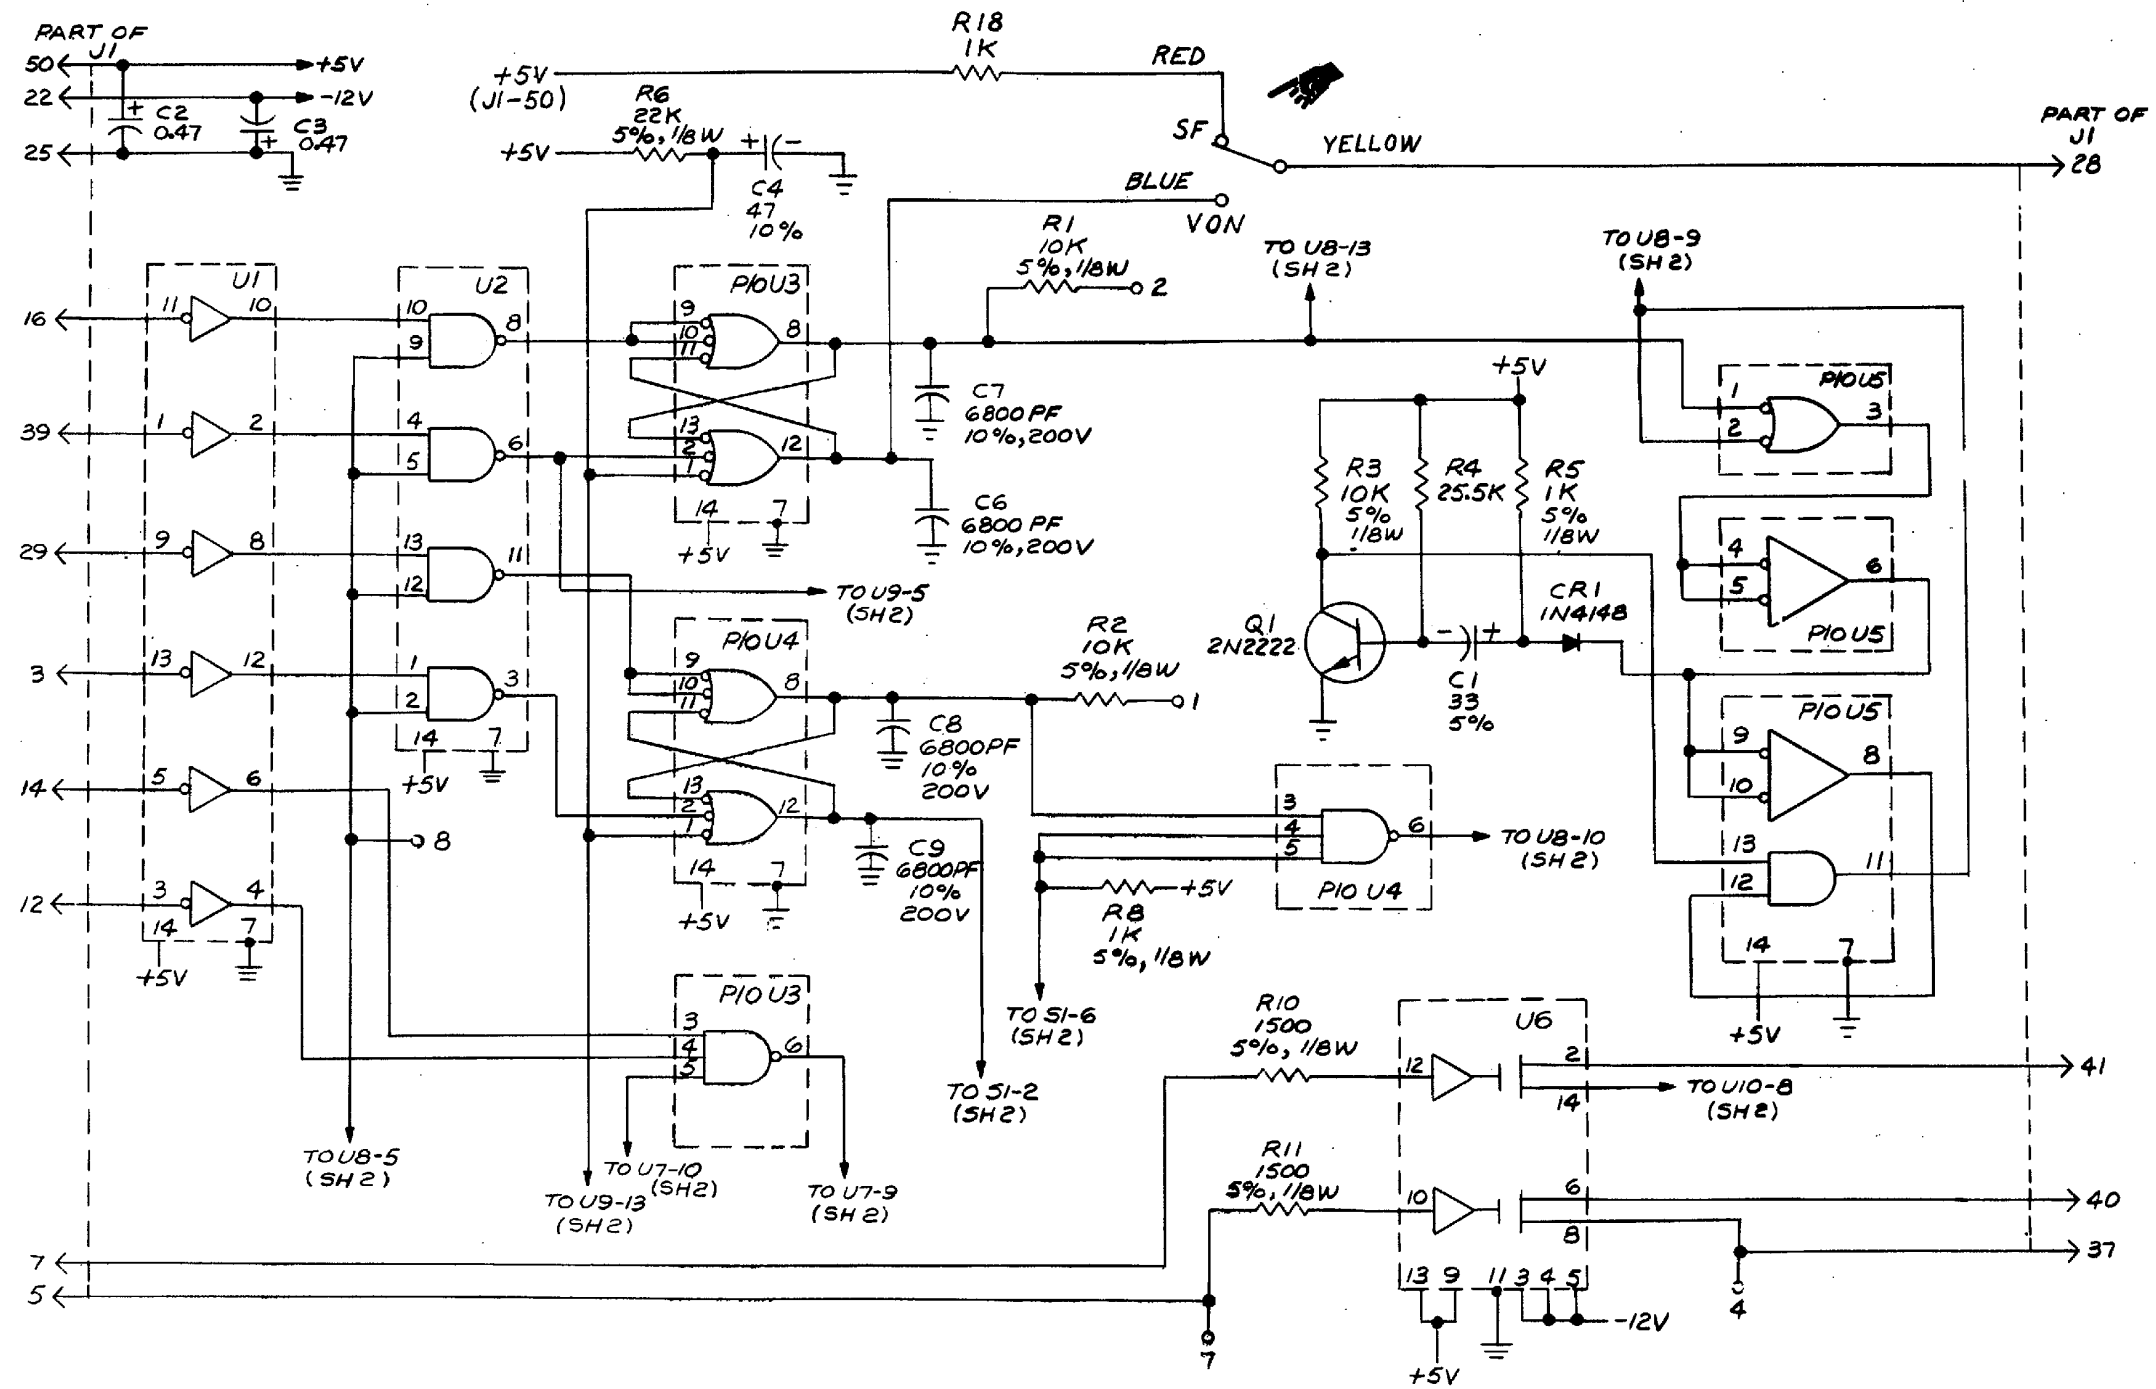 PART OF
J1
50
+5V
22
-12V
25
+ C2
0.47
C3
+ 0.47
+5V
(J1-50)
R18
1K
RED
R6
22K
5%, 1/8W
+5V
+ -
C4
47
10%
SF
YELLOW
PART OF
J1
28
BLUE
VON
R1
10K
5%, 1/8W
2
TO U8-13
(SH 2)
TO U8-9
(SH 2)
U1
16
11
10
39
1
2
29
9
8
3
13
12
14
5
6
12
3
4
14
7
+5V
U2
10
9
8
4
5
6
13
12
11
1
2
3
14
7
+5V
8
TO U8-5
(SH 2)
P/O U3
9
10
11
8
13
2
1
12
14
7
+5V
C7
6800 PF
10%, 200V
C6
6800 PF
10%, 200V
TO U9-5
(SH 2)
P/O U4
9
10
11
8
13
2
1
12
14
7
+5V
R2
10K
5%, 1/8W
1
C8
6800PF
10%
200V
C9
6800PF
10%
200V
P/O U3
3
4
5
6
TO U7-10
(SH2)
TO U9-13
(SH2)
TO U7-9
(SH 2)
TO S1-2
(SH 2)
+5V
R3
10K
5%
1/8W
R4
25.5K
R5
1K
5%
1/8W
Q1
2N2222
- +
C1
33
5%
CR1
1N4148
P/O U5
1
2
3
4
5
6
P/O U5
P/O U5
9
10
8
13
12
11
14
7
+5V
3
4
5
6
P/O U4
TO U8-10
(SH 2)
R8
1K
5%, 1/8W
+5V
TO S1-6
(SH 2)
R10
1500
5%, 1/8W
R11
1500
5%, 1/8W
U6
12
2
14
41
TO U10-8
(SH2)
10
6
8
40
37
4
13 9 11 3 4 5
+5V
-12V
7
5
7